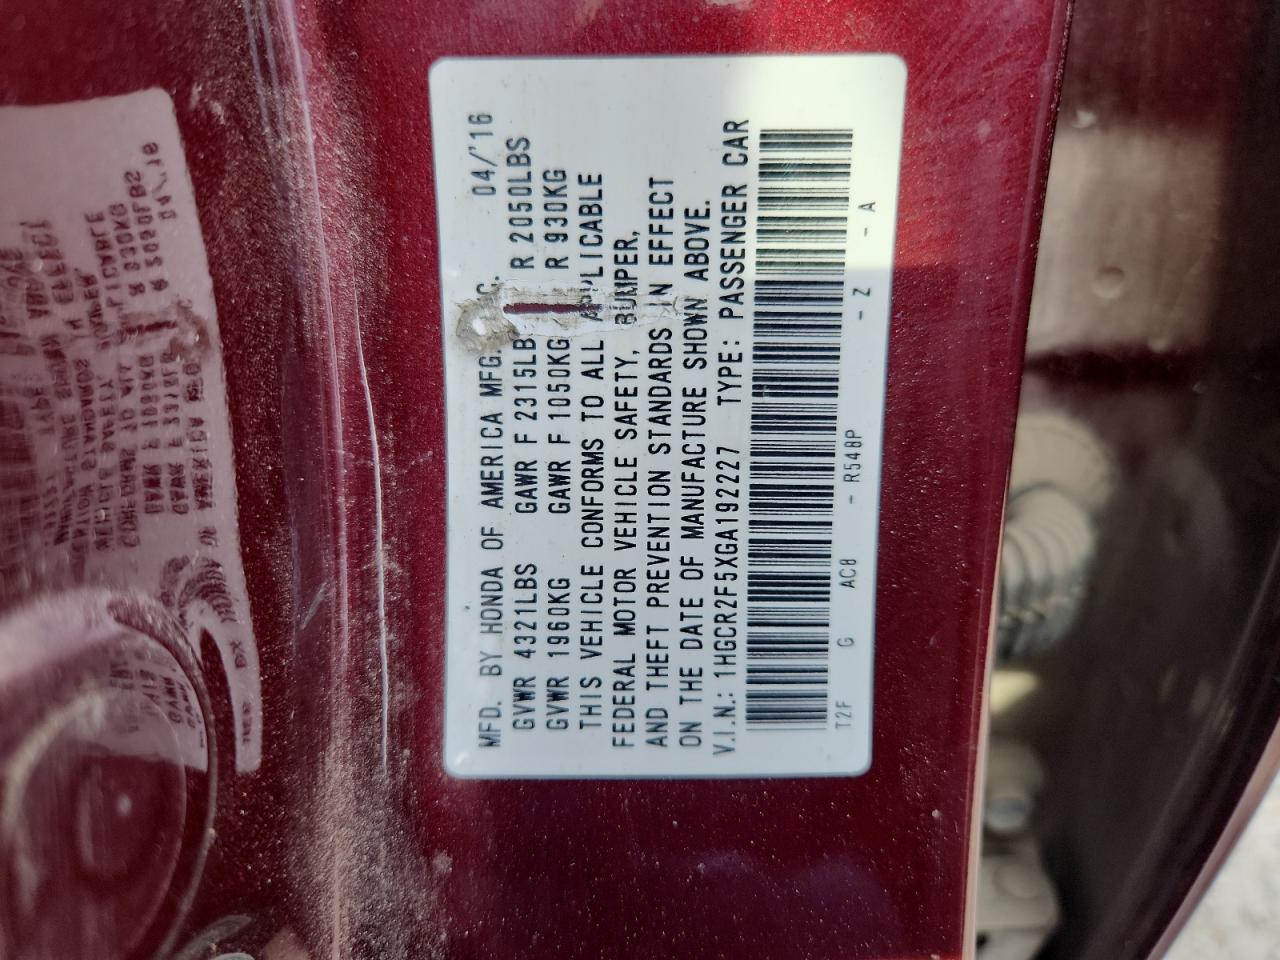 MFD. BY HONDA OF AMERICA MFG. C. 04/'16
GVWR 4321LBS GAWR F 2315LB R 2050LBS
GVWR 1960KG GAWR F 1050KG R 930KG
THIS VEHICLE CONFORMS TO ALL APPLICABLE
FEDERAL MOTOR VEHICLE SAFETY, BUMPER,
AND THEFT PREVENTION STANDARDS IN EFFECT
ON THE DATE OF MANUFACTURE SHOWN ABOVE.
V.I.N.: 1HGCR2F5XGA192227 TYPE: PASSENGER CAR
T2F G AC8 - R548P - Z - A